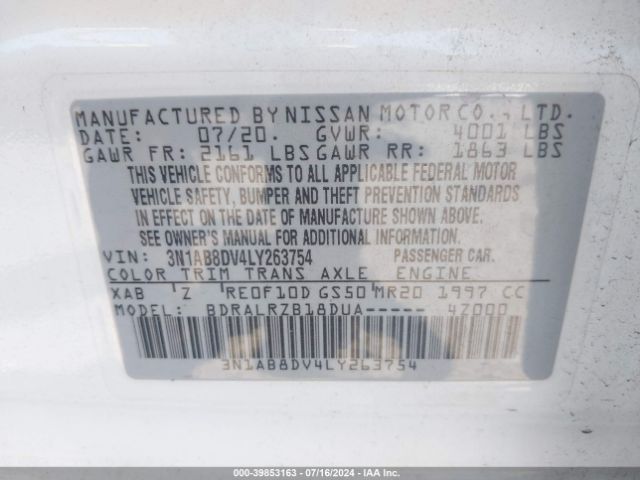 MANUFACTURED BY NISSAN MOTOR CO., LTD.
DATE: 07/20. GVWR: 4001 LBS
GAWR FR: 2161 LBS GAWR RR: 1863 LBS
THIS VEHICLE CONFORMS TO ALL APPLICABLE FEDERAL MOTOR
VEHICLE SAFETY, BUMPER AND THEFT PREVENTION STANDARDS
IN EFFECT ON THE DATE OF MANUFACTURE SHOWN ABOVE.
SEE OWNER'S MANUAL FOR ADDITIONAL INFORMATION.
VIN: 3N1AB8DV4LY263754 PASSENGER CAR.
COLOR TRIM TRANS AXLE ENGINE
XAB Z RE0F10D GS50 MR20 1997 CC
MODEL: BDRALRZB18DUA----- 4Z000
3N1AB8DV4LY263754
000-39853163 - 07/16/2024 - IAA Inc.